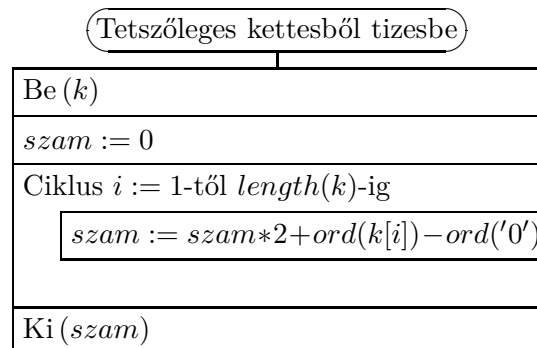 Tetszőleges kettesből tizesbe
Be (k)
szam := 0
Ciklus i := 1-től length(k)-ig
szam := szam*2+ord(k[i])−ord('0')
Ki (szam)